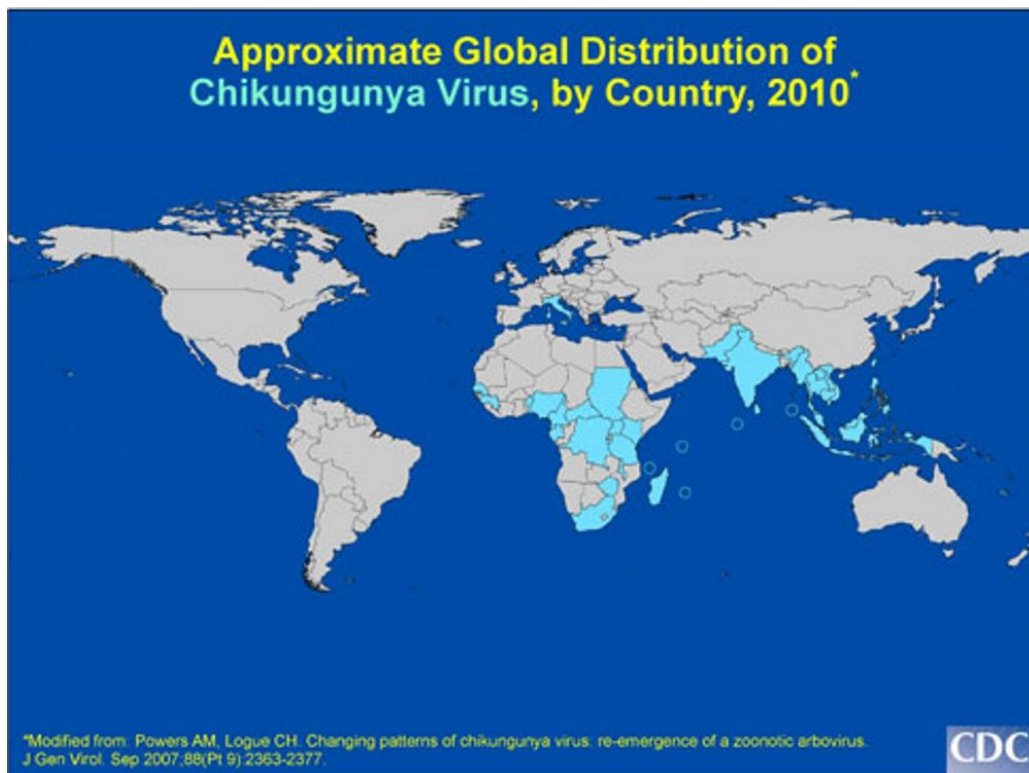 Approximate Global Distribution of
Chikungunya Virus, by Country, 2010*
*Modified from: Powers AM, Logue CH. Changing patterns of chikungunya virus: re-emergence of a zoonotic arbovirus.
J Gen Virol. Sep 2007;88(Pt 9):2363-2377.
CDC